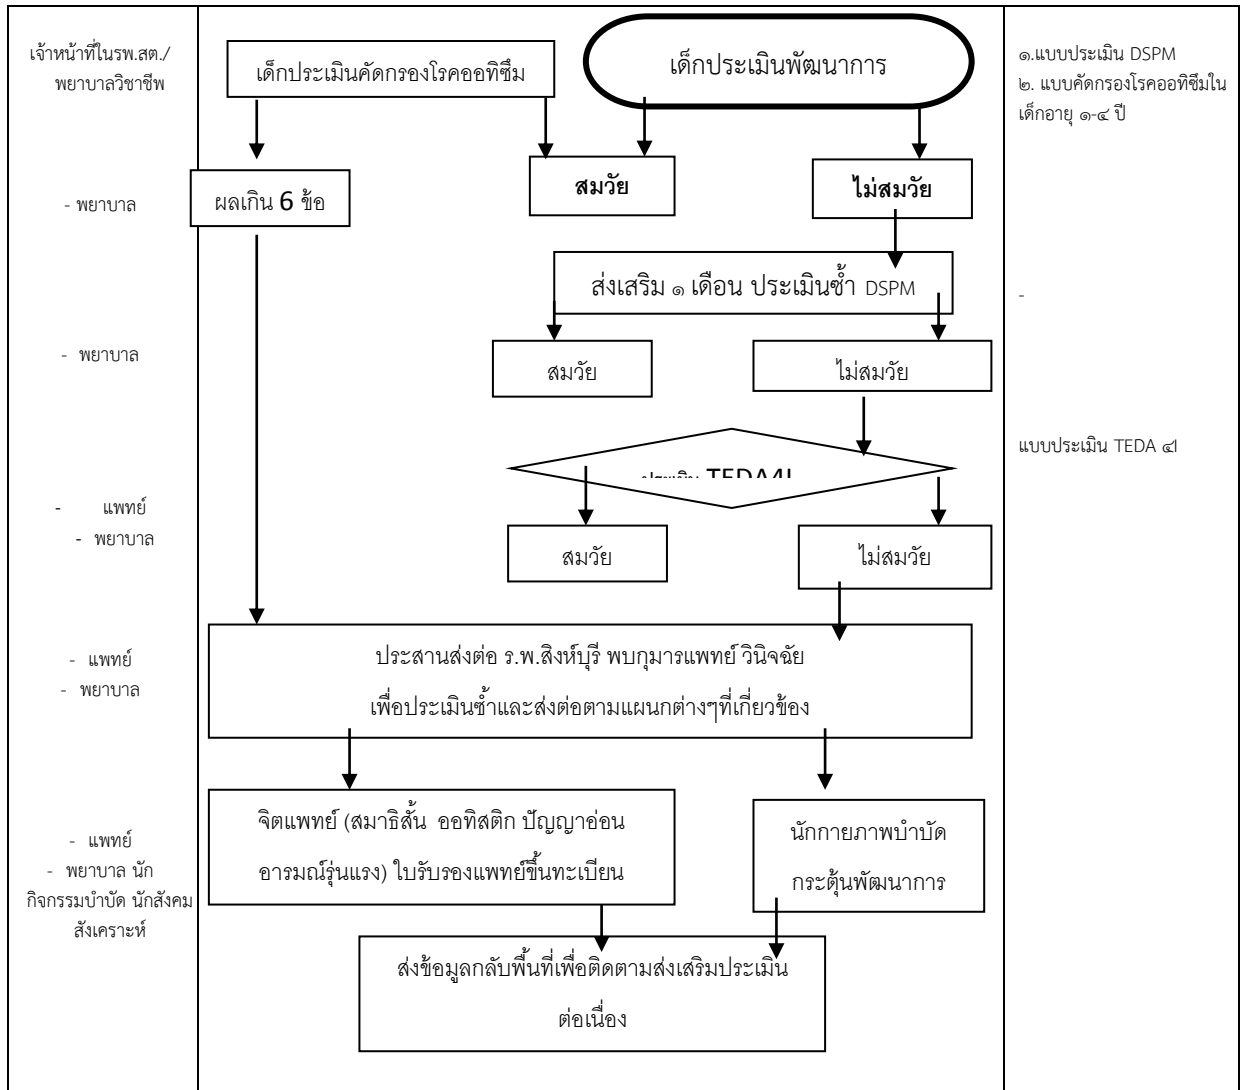 เจ้าหน้าที่ในรพ.สต./
พยาบาลวิชาชีพ
เด็กประเมินคัดกรองโรคออทิซึม
เด็กประเมินพัฒนาการ
๑.แบบประเมิน DSPM
๒. แบบคัดกรองโรคออทิซึมใน
เด็กอายุ ๑-๔ ปี
- พยาบาล
ผลเกิน 6 ข้อ
สมวัย
ไม่สมวัย
ส่งเสริม ๑ เดือน ประเมินซ้ำ DSPM
-
- พยาบาล
สมวัย
ไม่สมวัย
แบบประเมิน TEDA ๔I
ประเมิน TEDA4I
- แพทย์
- พยาบาล
สมวัย
ไม่สมวัย
- แพทย์
- พยาบาล
ประสานส่งต่อ ร.พ.สิงห์บุรี พบกุมารแพทย์ วินิจฉัย
เพื่อประเมินซ้ำและส่งต่อตามแผนกต่างๆที่เกี่ยวข้อง
- แพทย์
- พยาบาล นัก
กิจกรรมบำบัด นักสังคม
สังเคราะห์
จิตแพทย์ (สมาธิสั้น ออทิสติก ปัญญาอ่อน
อารมณ์รุ่นแรง) ใบรับรองแพทย์ขึ้นทะเบียน
นักกายภาพบำบัด
กระตุ้นพัฒนาการ
ส่งข้อมูลกลับพื้นที่เพื่อติดตามส่งเสริมประเมิน
ต่อเนื่อง